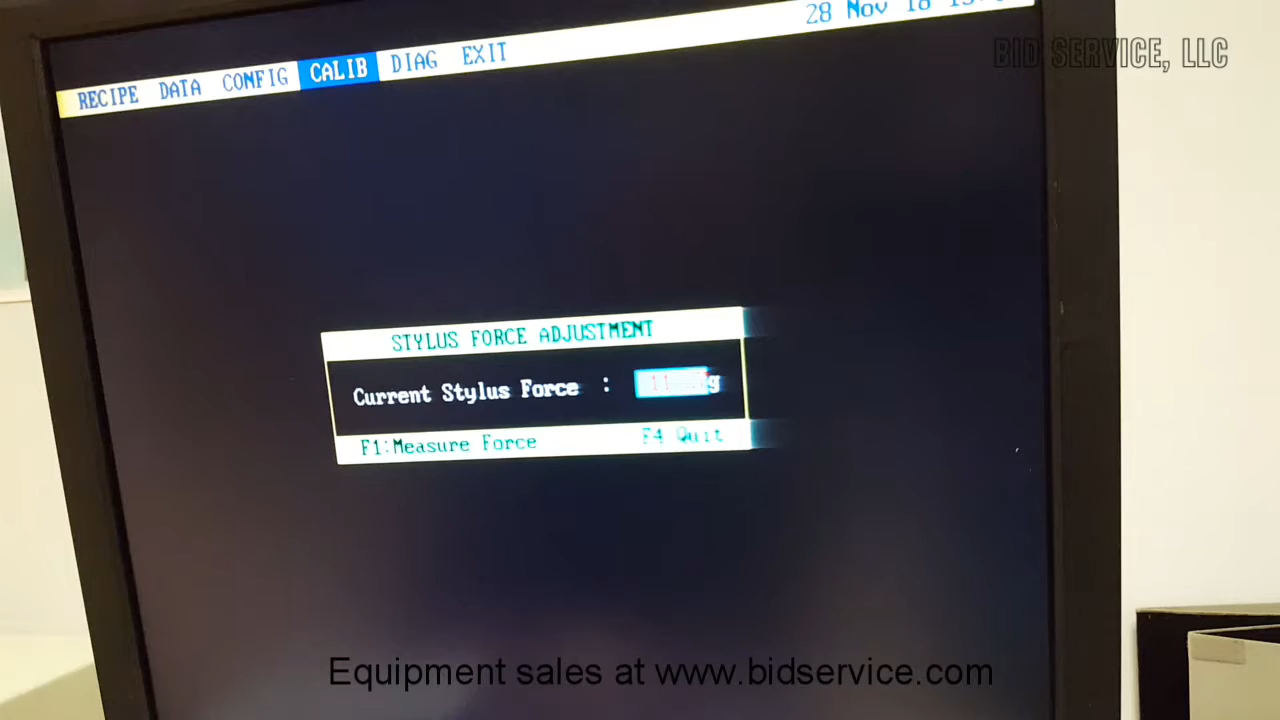 28 Nov 18
BID SERVICE, LLC
RECIPE DATA CONFIG CALIB DIAG EXIT
STYLUS FORCE ADJUSTMENT
Current Stylus Force :
F1:Measure Force F4 Quit
Equipment sales at www.bidservice.com